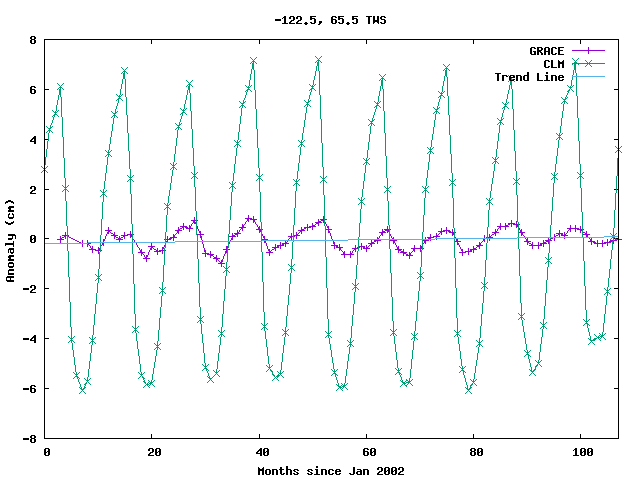 -122.5, 65.5 TWS
GRACE
CLM
Trend Line
8
6
4
2
0
-2
-4
-6
-8
Anomaly (cm)
0 20 40 60 80 100
Months since Jan 2002